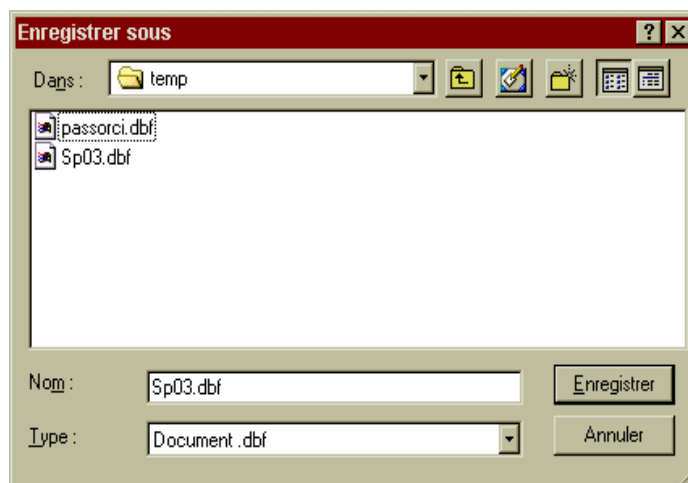 Enregistrer sous
Dans : temp
passorci.dbf
Sp03.dbf
Nom : Sp03.dbf Enregistrer
Type : Document .dbf Annuler